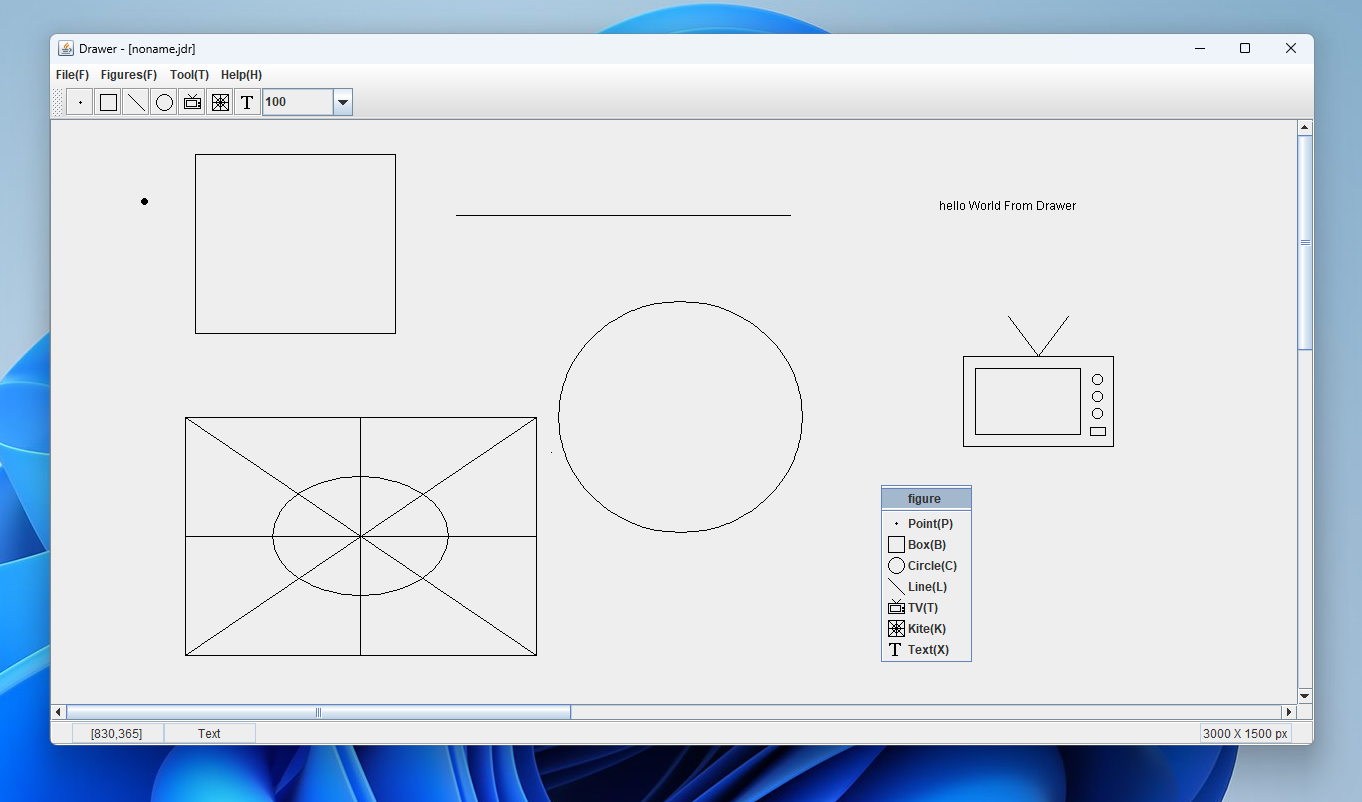 Drawer - [noname.jdr]
File(F) Figures(F) Tool(T) Help(H)
T 100
hello World From Drawer
figure
Point(P)
Box(B)
Circle(C)
Line(L)
TV(T)
Kite(K)
T Text(X)
[830,365] Text 3000 X 1500 px